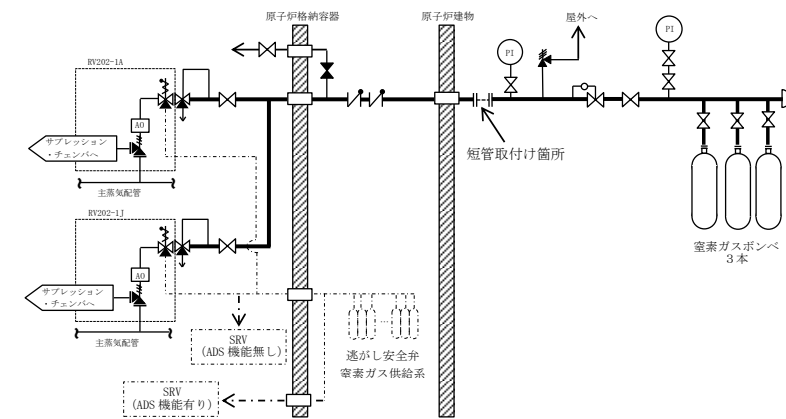 原子炉格納容器
原子炉建物
屋外へ
PI
PI
RV202-1A
AO
サプレッション
・チェンバへ
主蒸気配管
短管取付け箇所
RV202-1J
AO
サプレッション
・チェンバへ
主蒸気配管
窒素ガスボンベ
3本
SRV
(ADS 機能無し)
逃がし安全弁
窒素ガス供給系
SRV
(ADS 機能有り)